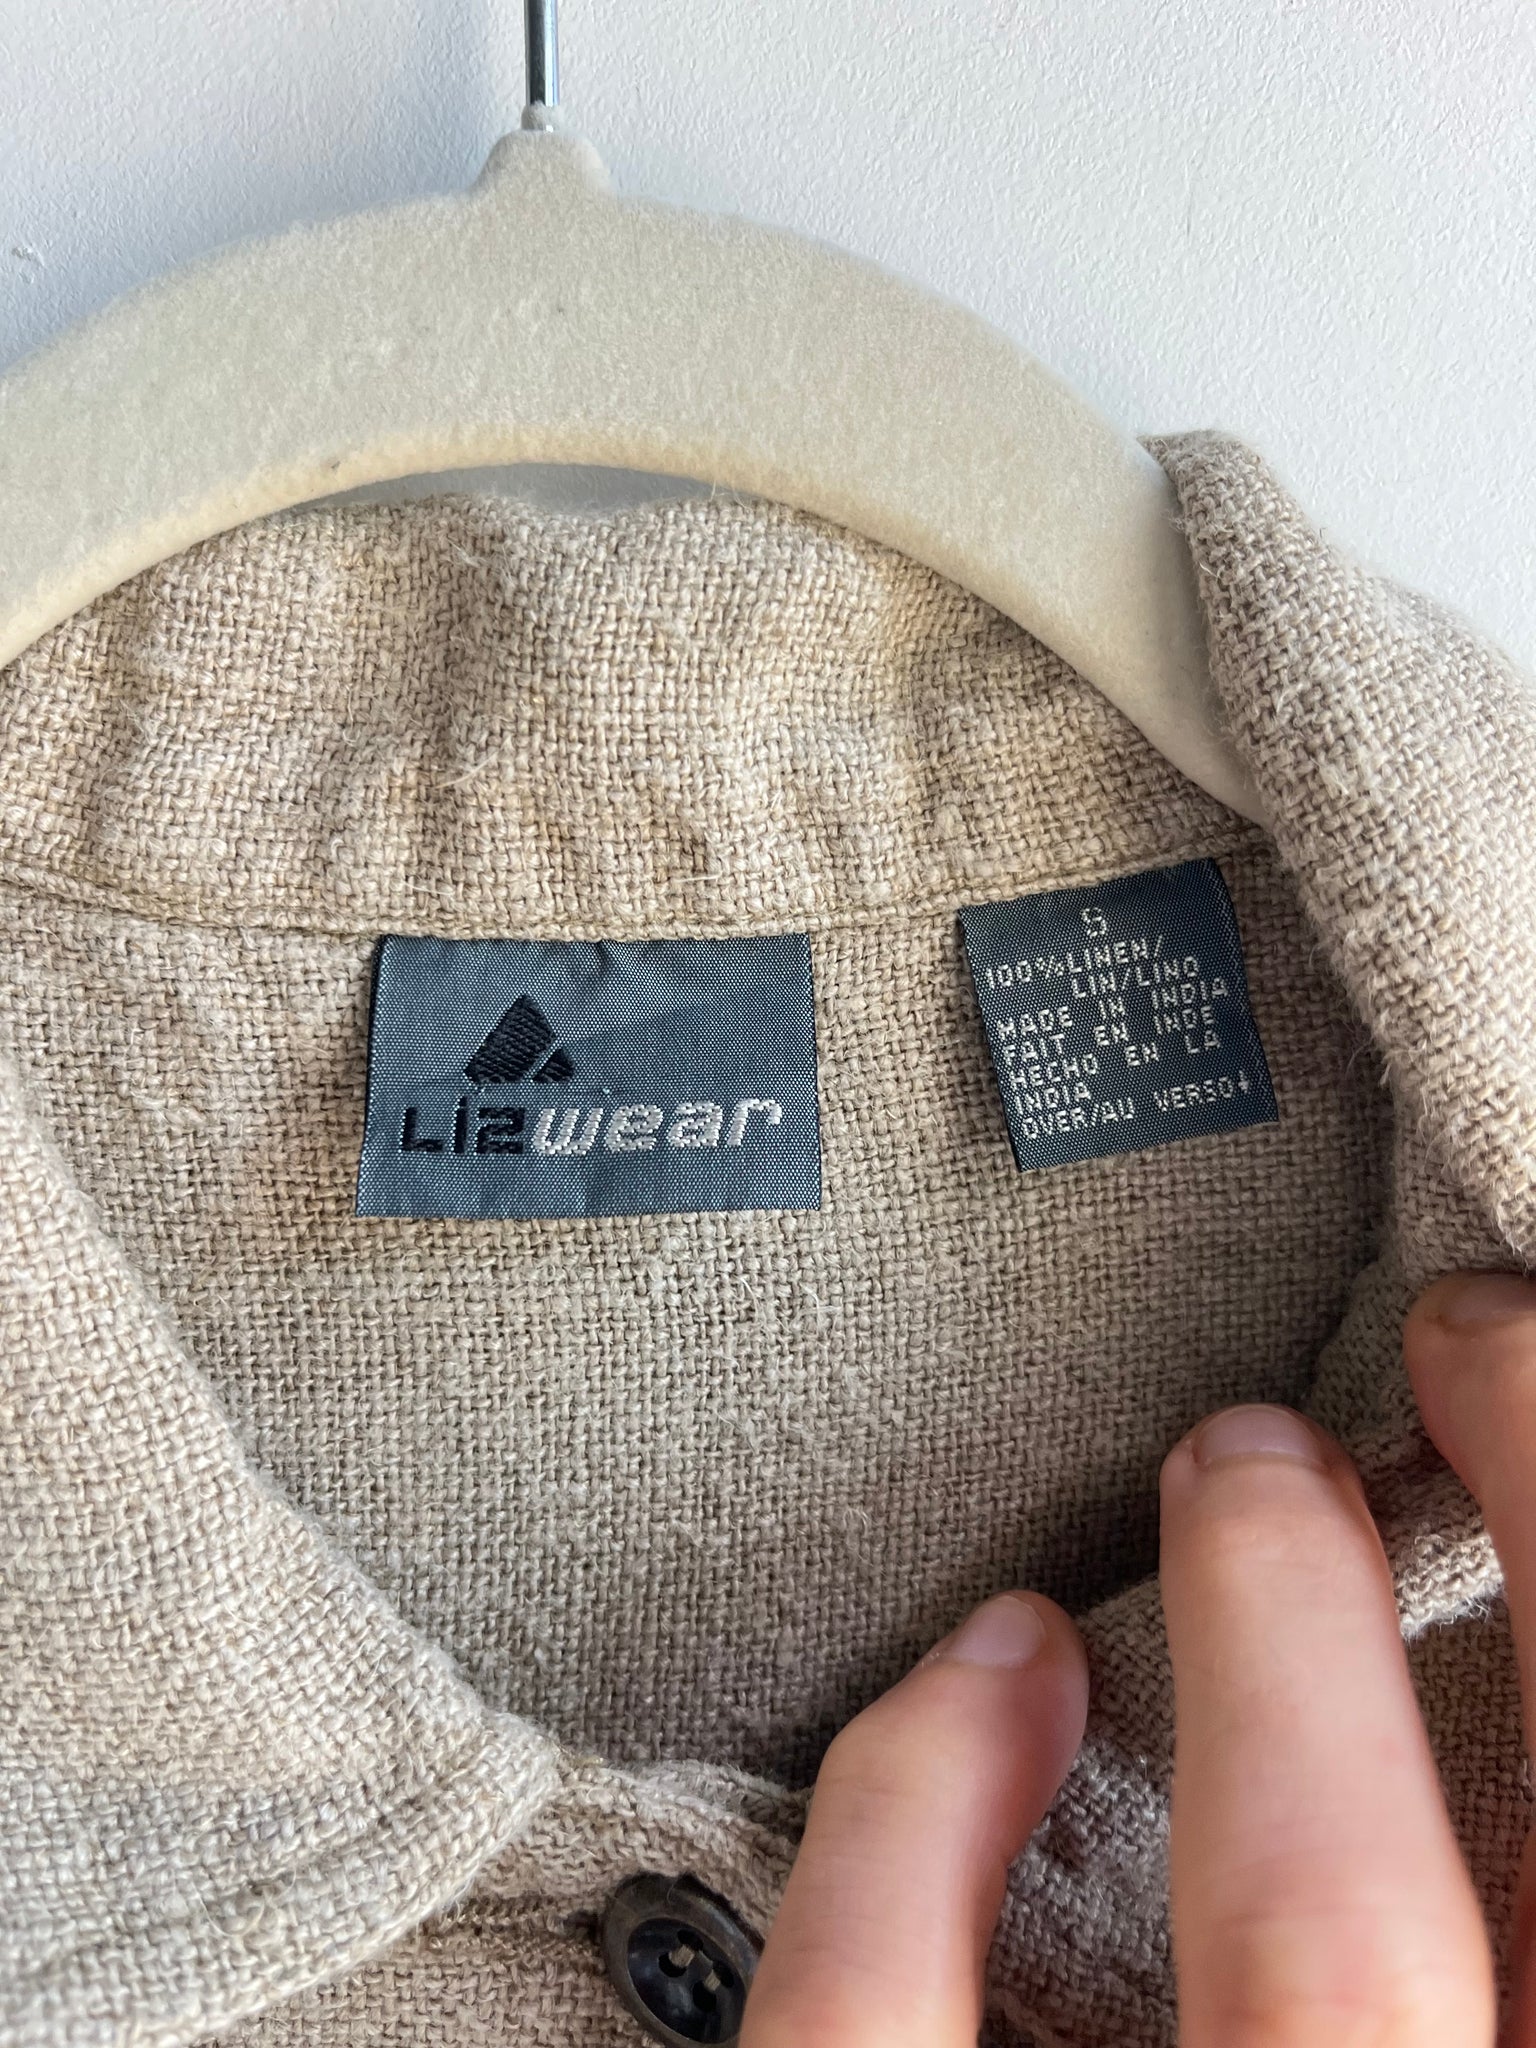 Lizwear
S
100% LINEN/
LIN/LINO
MADE IN INDIA
FAIT EN INDE
HECHO EN LA
INDIA
OVER/AU VERSO↓